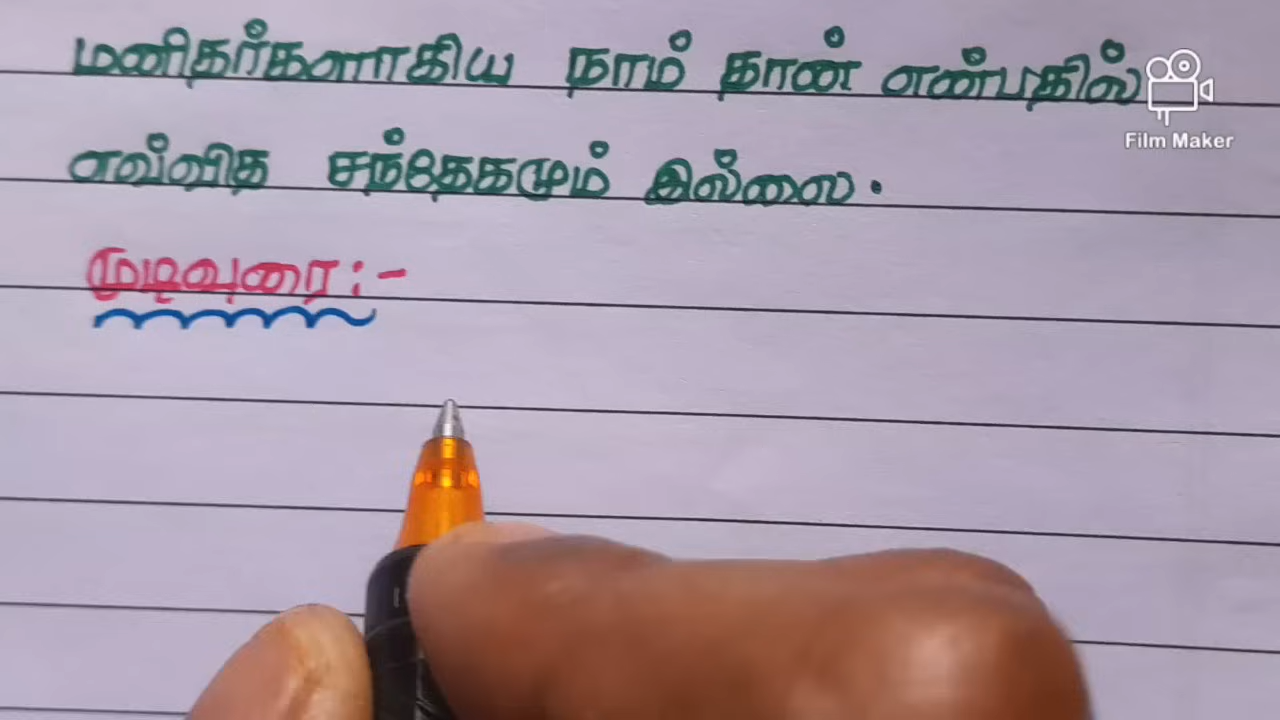 மனிதர்களாகிய நாம் தான் என்பதில்
எவ்வித சந்தேகமும் இல்லை.
முடிவுரை:-
Film Maker